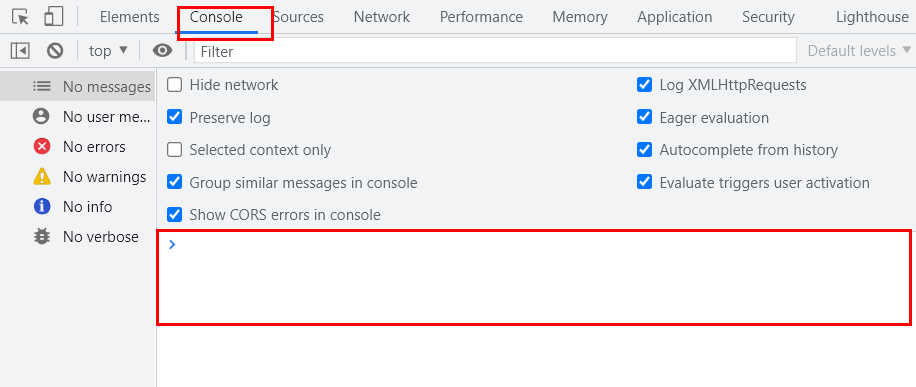 Elements Console Sources Network Performance Memory Application Security Lighthouse
top Filter Default levels
No messages
No user me...
No errors
No warnings
No info
No verbose
Hide network
Log XMLHttpRequests
Preserve log
Eager evaluation
Selected context only
Autocomplete from history
Group similar messages in console
Evaluate triggers user activation
Show CORS errors in console